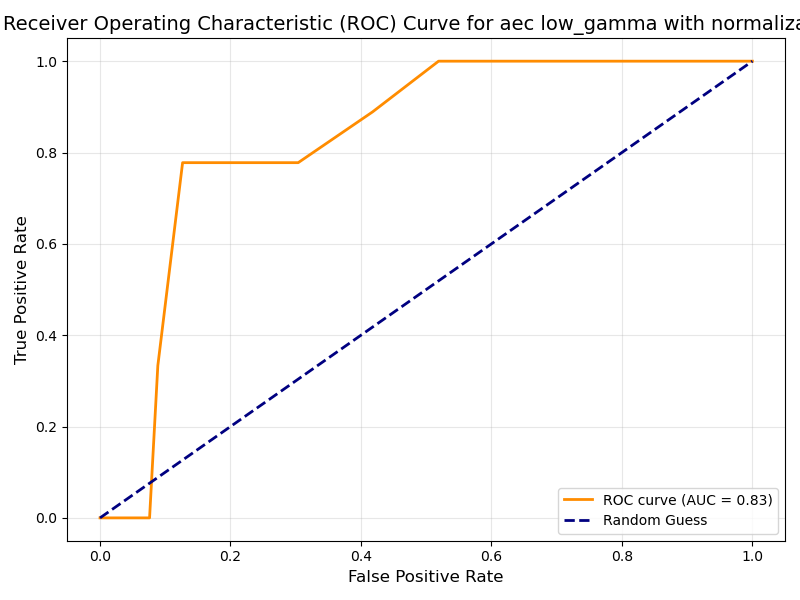 Receiver Operating Characteristic (ROC) Curve for aec low_gamma with
1.0
0.8
0.6
0.4
0.2
0.0
True Positive Rate
0.0 0.2 0.4 0.6 0.8 1.0
False Positive Rate
ROC curve (AUC = 0.83)
Random Guess